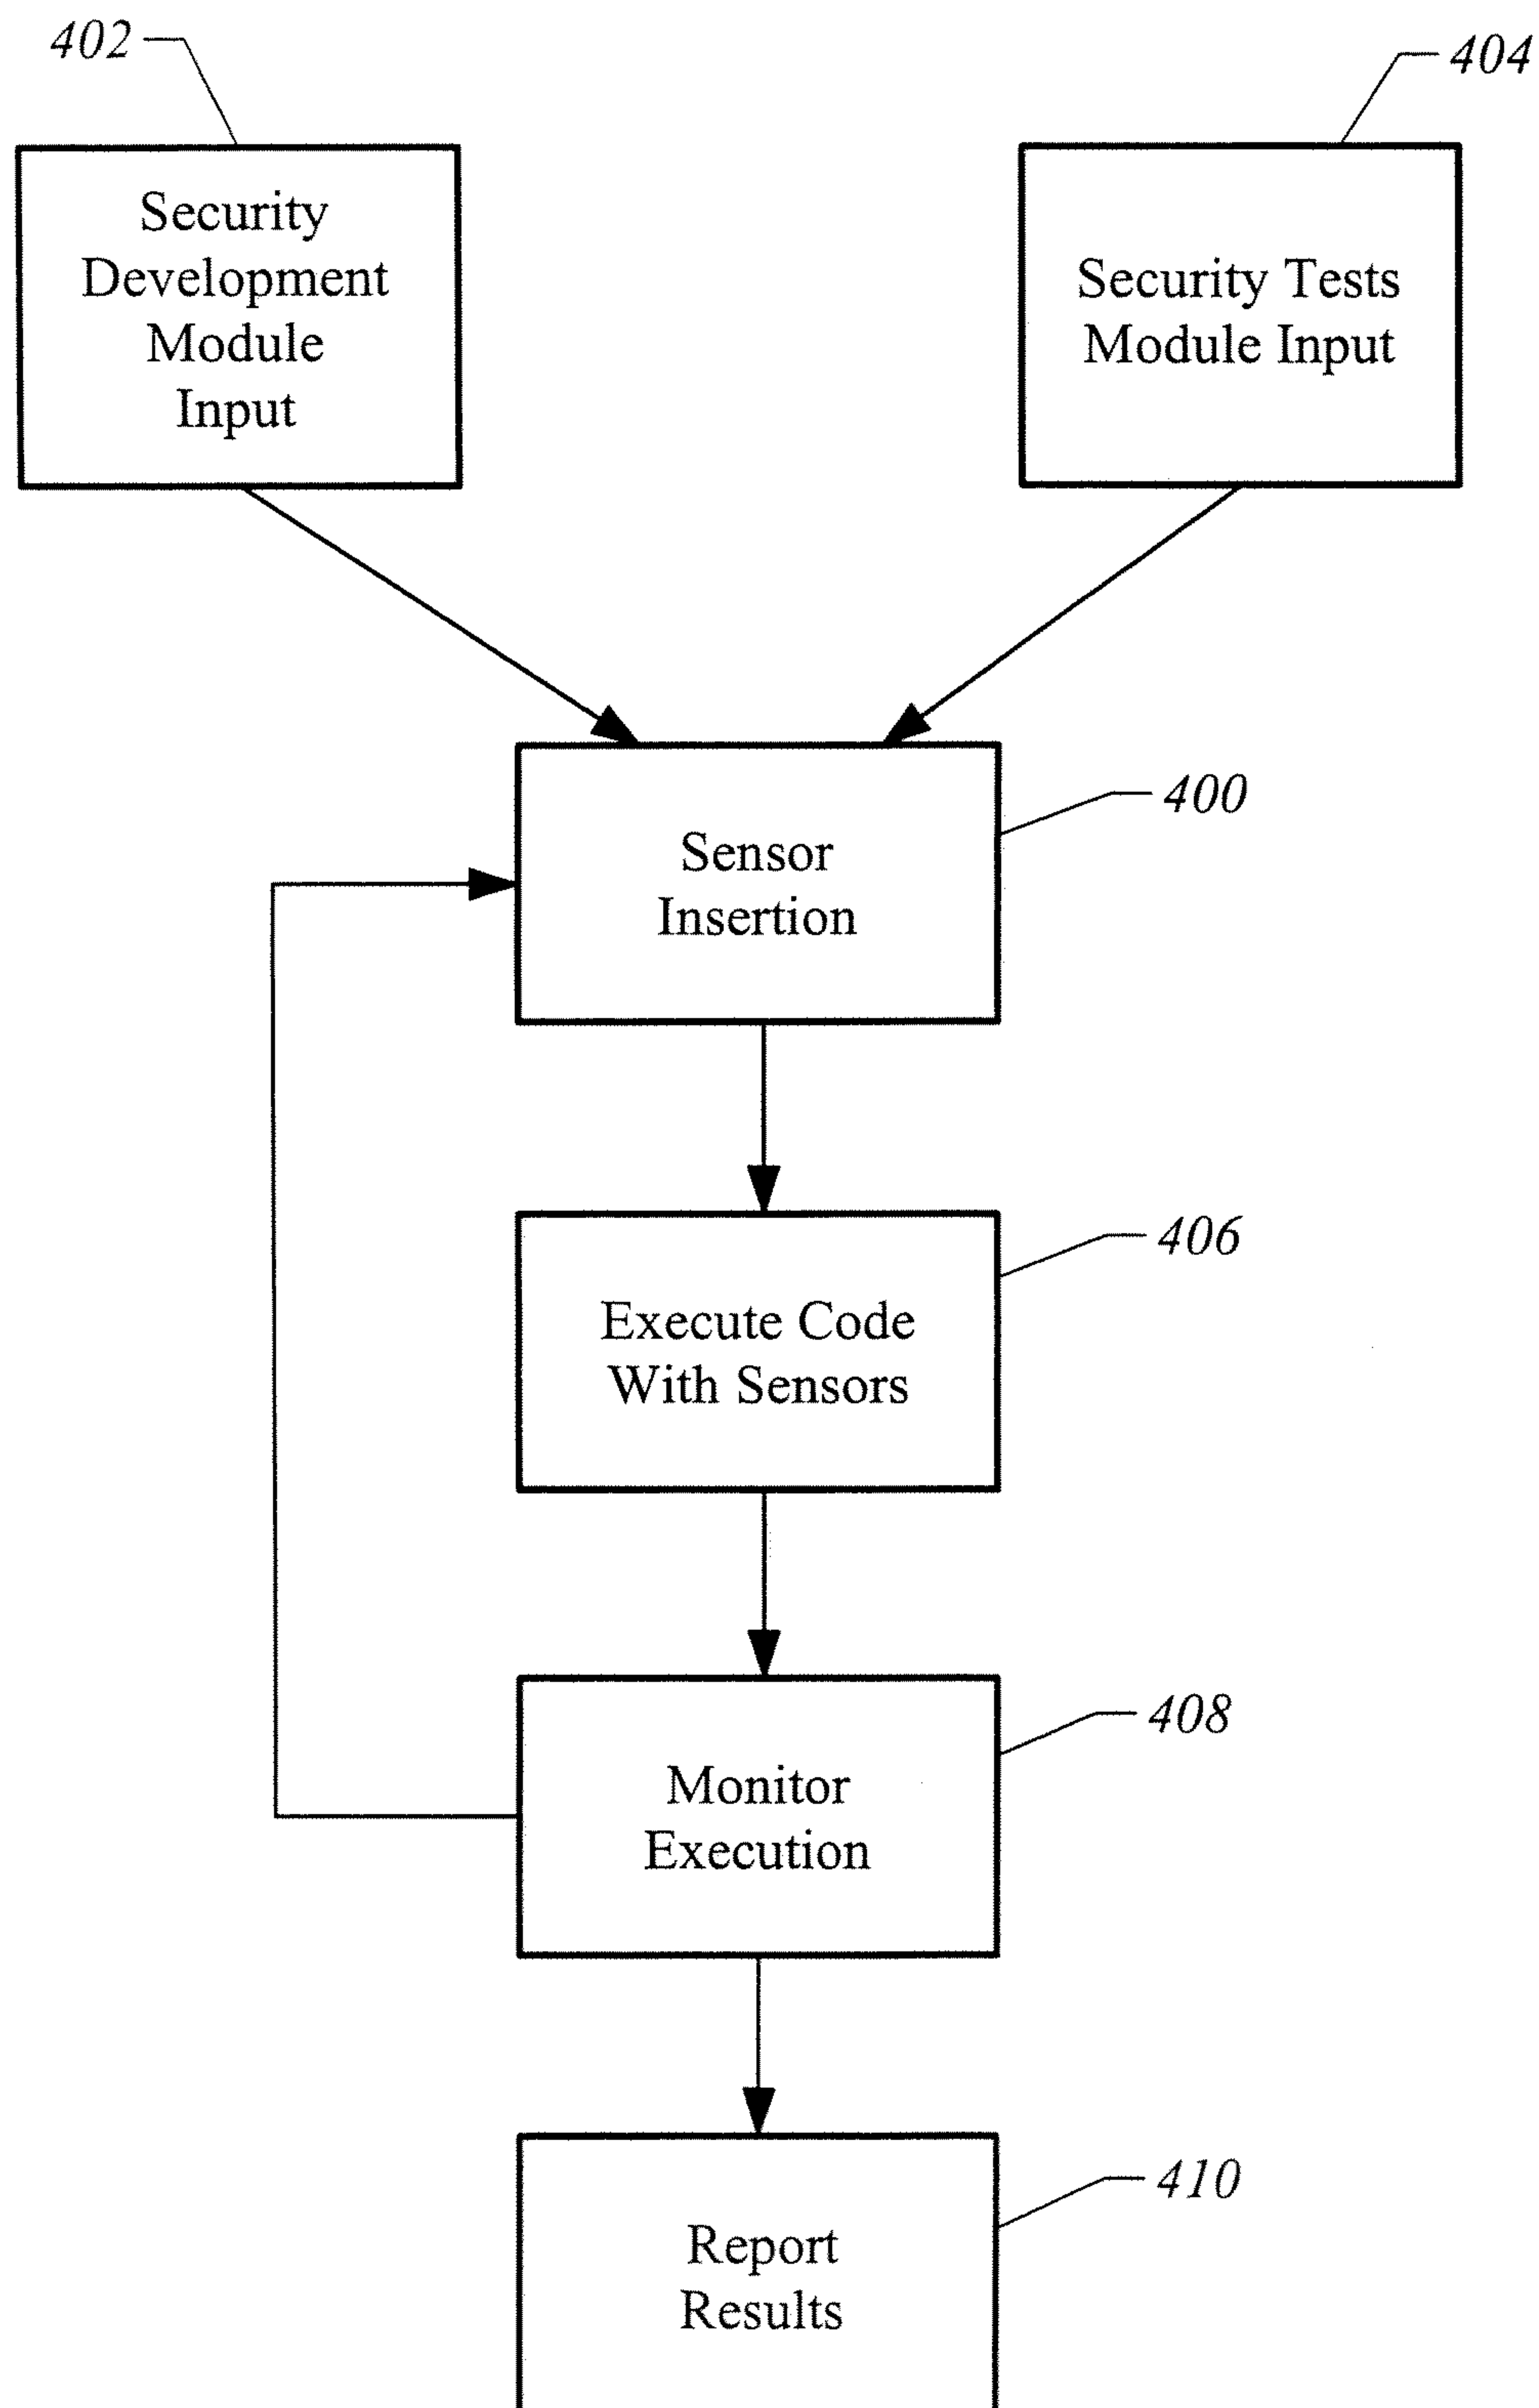 402
404
Security
Development
Module
Input
Security Tests
Module Input
400
Sensor
Insertion
406
Execute Code
With Sensors
408
Monitor
Execution
410
Report
Results